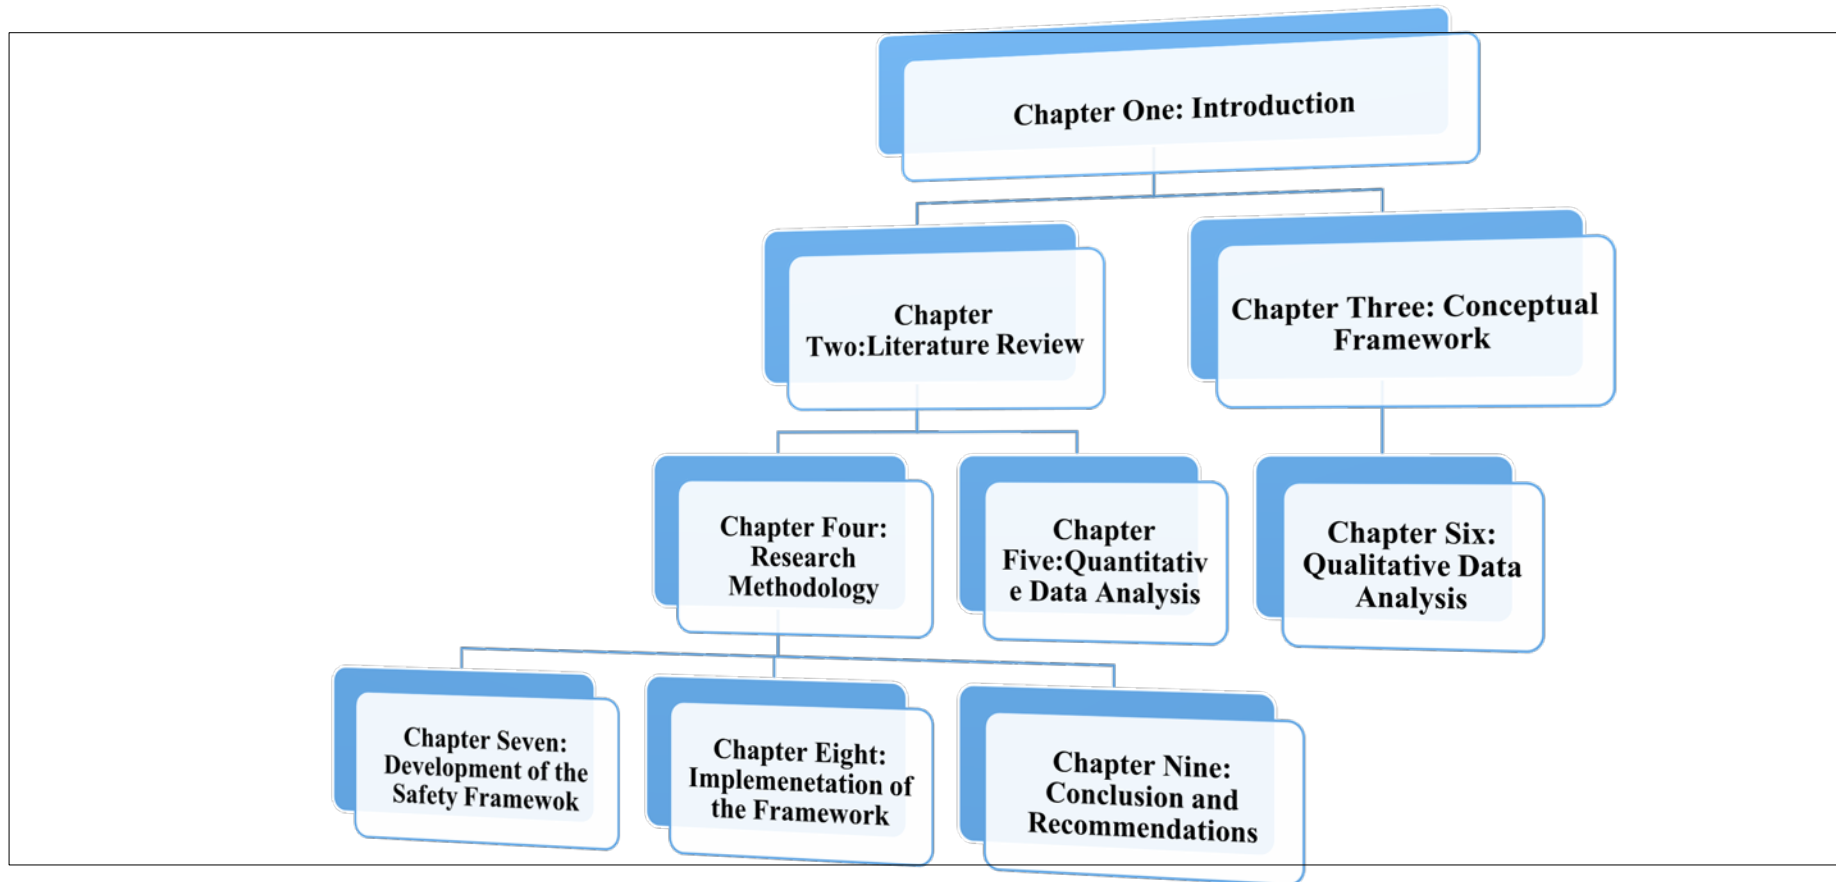 Chapter One: Introduction
Chapter
Two:Literature Review
Chapter Three: Conceptual
Framework
Chapter Four:
Research
Methodology
Chapter
Five:Quantitativ
e Data Analysis
Chapter Six:
Qualitative Data
Analysis
Chapter Seven:
Development of the
Safety Framewok
Chapter Eight:
Implemenetation of
the Framework
Chapter Nine:
Conclusion and
Recommendations